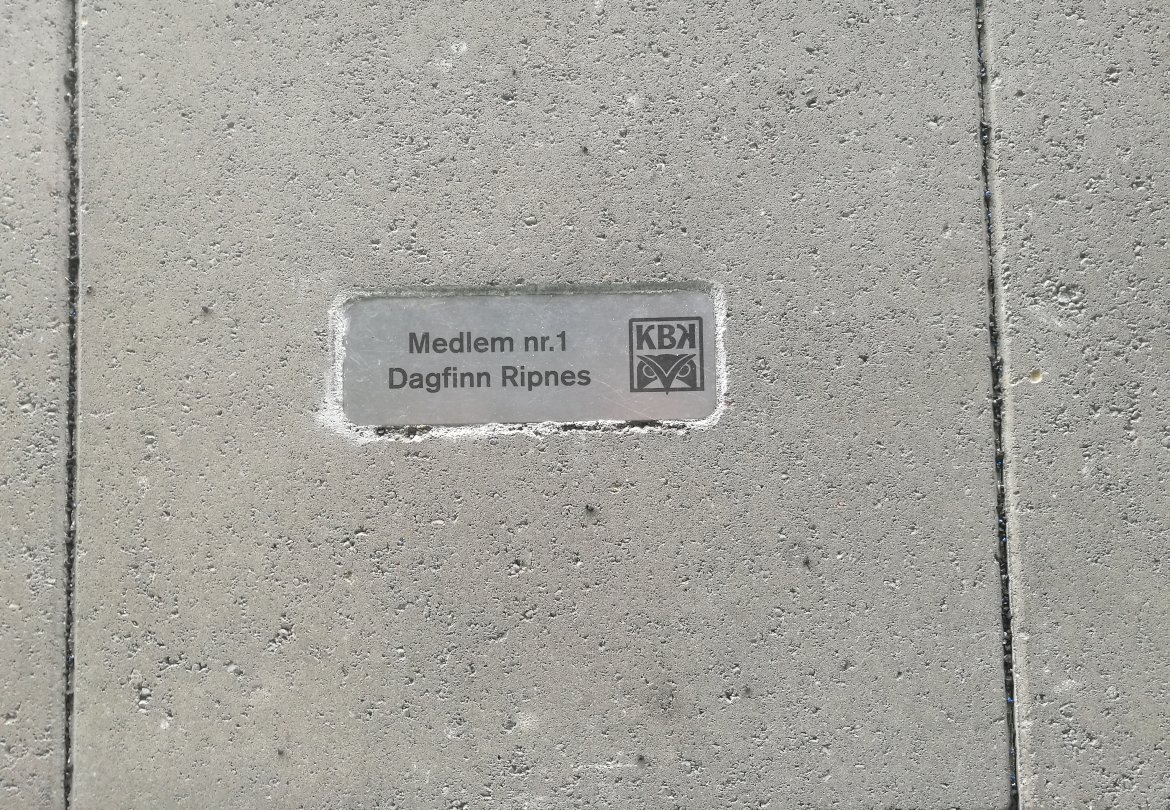 Medlem nr.1
Dagfinn Ripnes
KBK